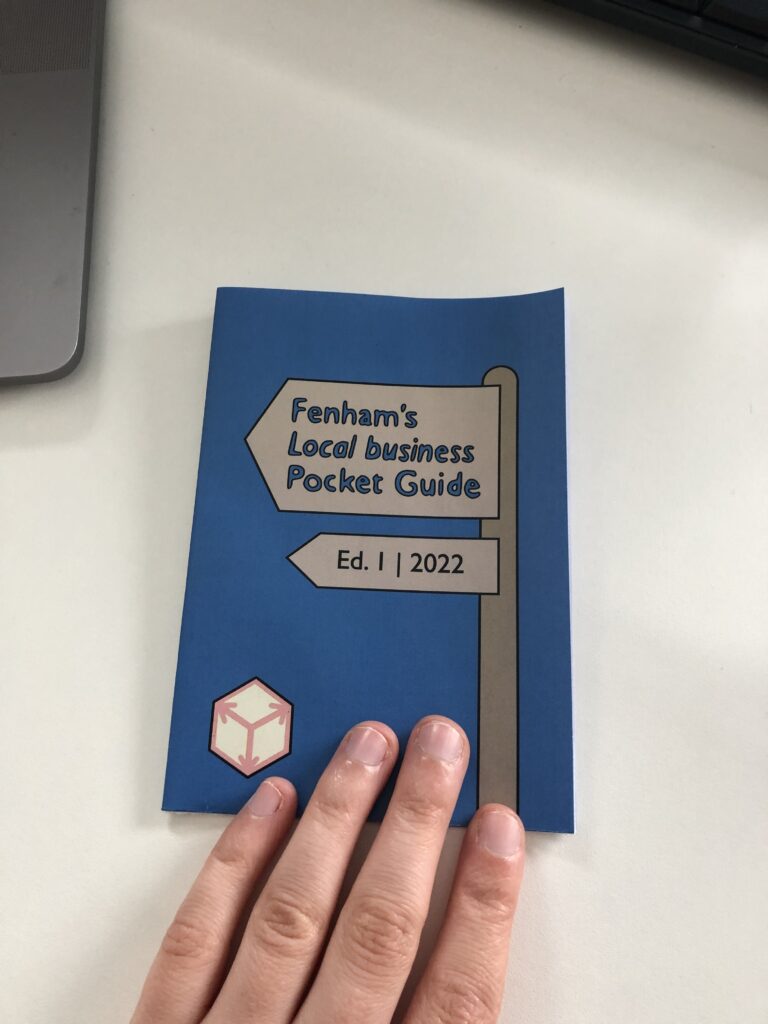 Fenham's
Local business
Pocket Guide
Ed. 1 | 2022